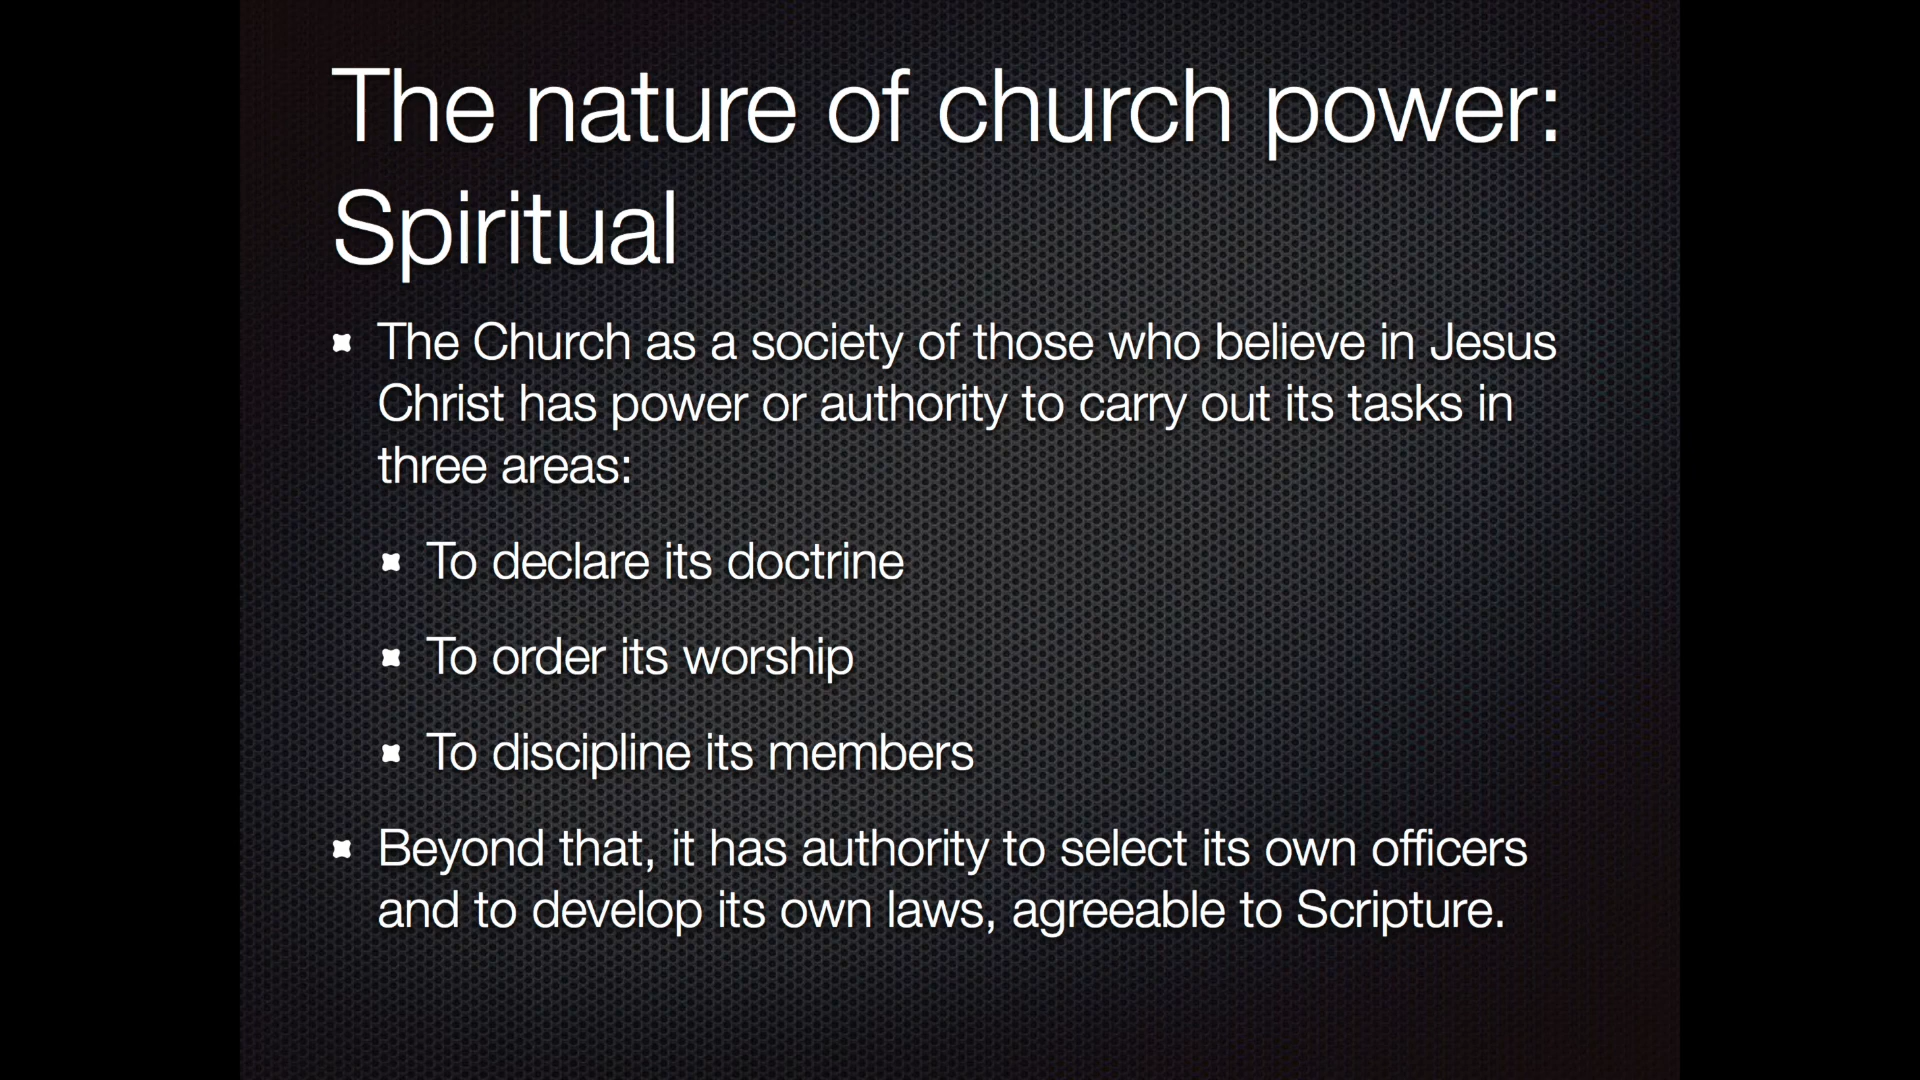 The nature of church power:
Spiritual
The Church as a society of those who believe in Jesus
Christ has power or authority to carry out its tasks in
three areas:
To declare its doctrine
To order its worship
To discipline its members
Beyond that, it has authority to select its own officers
and to develop its own laws, agreeable to Scripture.